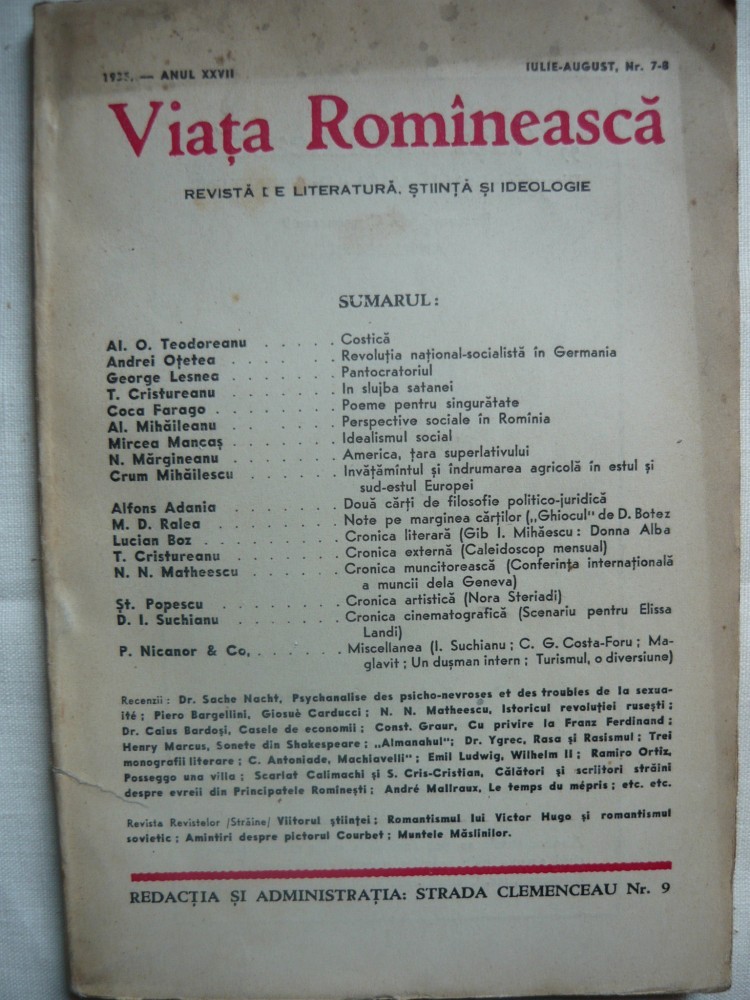 — ANUL XXVII IULIE-AUGUST, Nr. 7-8
Viața Romînească
REVISTĂ DE LITERATURĂ, ȘTIINȚĂ ȘI IDEOLOGIE
SUMARUL:
Al. O. Teodoreanu . . . . . Costică
Andrei Oțetea . . . . . . . Revoluția național-socialistă în Germania
George Lesnea . . . . . . . Pantocratoriul
T. Cristureanu . . . . . . . In slujba satanei
Coca Farago . . . . . . . . Poeme pentru singurătate
Al. Mihăileanu . . . . . . . Perspective sociale în Romînia
Mircea Mancaș . . . . . . . Idealismul social
N. Mărgineanu . . . . . . . America, țara superlativului
Crum Mihăilescu . . . . . . Invățămîntul și îndrumarea agricolă în estul și
sud-estul Europei
Alfons Adania . . . . . . . Două cărți de filosofie politico-juridică
M. D. Ralea . . . . . . . . Note pe marginea cărților („Ghiocul" de D. Botez
Lucian Boz . . . . . . . . Cronica literară (Gib I. Mihăescu: Donna Alba
T. Cristureanu . . . . . . . Cronica externă (Caleidoscop mensual)
N. N. Matheescu . . . . . . Cronica muncitorească (Conferința internațională
a muncii dela Geneva)
Șt. Popescu . . . . . . . . Cronica artistică (Nora Steriadi)
D. I. Suchianu . . . . . . . Cronica cinematografică (Scenariu pentru Elissa
Landi)
P. Nicanor & Co, . . . . . . Miscellanea (I. Suchianu; C. G. Costa-Foru; Ma-
glavit; Un dușman intern; Turismul, o diversiune)
Recenzii: Dr. Sache Nacht, Psychanalise des psicho-nevroses et des troubles de la sexua-
ité; Piero Bargellini, Giosuè Carducci; N. N. Matheescu, Istoricul revoluției rusești;
Dr. Caius Bardoși, Casele de economii; Const. Graur, Cu privire la Franz Ferdinand;
Henry Marcus, Sonete din Shakespeare; „Almanahul"; Dr. Ygrec, Rasa și Rasismul; Trei
monografii literare; C. Antoniade, Machiavelli"; Emil Ludwig, Wilhelm II; Ramiro Ortiz,
Posseggo una villa; Scarlat Calimachi și S. Cris-Cristian, Călători și scriitori străini
despre evreii din Principatele Rominești; André Mallraux, Le temps du mépris; etc. etc.
Revista Revistelor /Străine/ Viitorul științei; Romantismul lui Victor Hugo și romantismul
sovietic; Amintiri despre pictorul Courbet; Muntele Măslinilor.
REDACȚIA ȘI ADMINISTRAȚIA: STRADA CLEMENCEAU Nr. 9